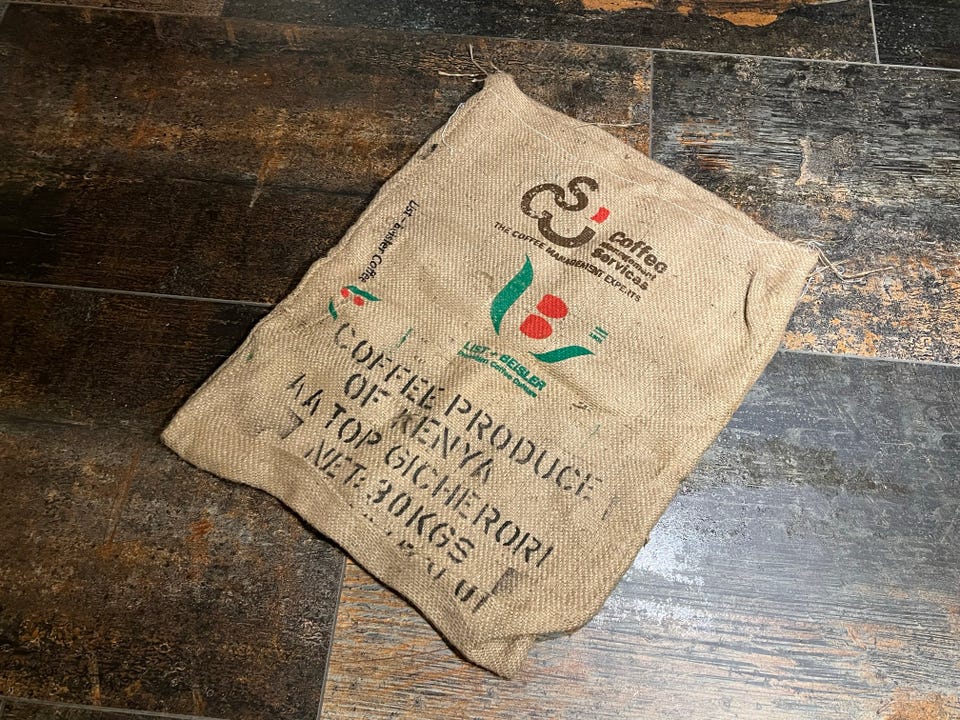 Coffee
management
services
THE COFFEE MANAGEMENT EXPERTS
List + Beisler Coffee
LIST + BEISLER
COFFEE PRODUCE
OF KENYA
AA TOP GICHERORI
NET: 30KGS